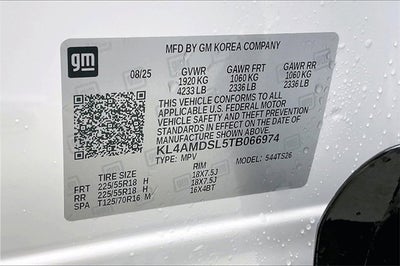 gm
MFD BY GM KOREA COMPANY
08/25 GVWR GAWR FRT GAWR RR
1920 KG 1060 KG 1060 KG
4233 LB 2336 LB 2336 LB
THIS VEHICLE CONFORMS TO ALL
APPLICABLE U.S. FEDERAL MOTOR
VEHICLE SAFETY AND THEFT PREVENTION
STANDARDS IN EFFECT ON THE DATE
OF MANUFACTURE SHOWN ABOVE.
KL4AMDSL5TB066974
TYPE: MPV MODEL: 544TS26
TIRE SIZE RIM
FRT 225/55R18 H 18X7.5J
RR 225/55R18 H 18X7.5J
SPA T125/70R16 M 16X4BT